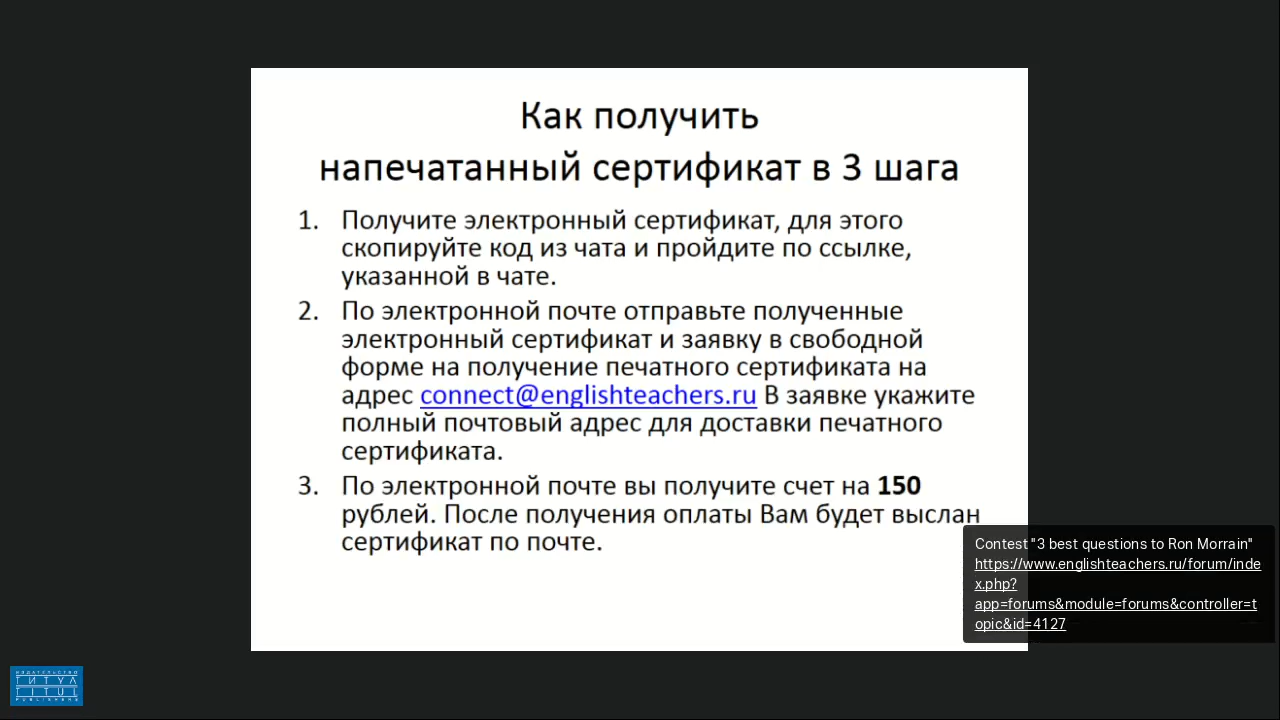 Как получить
напечатанный сертификат в 3 шага
1. Получите электронный сертификат, для этого
скопируйте код из чата и пройдите по ссылке,
указанной в чате.
2. По электронной почте отправьте полученные
электронный сертификат и заявку в свободной
форме на получение печатного сертификата на
адрес connect@englishteachers.ru В заявке укажите
полный почтовый адрес для доставки печатного
сертификата.
3. По электронной почте вы получите счет на 150
рублей. После получения оплаты Вам будет выслан
сертификат по почте.
Contest "3 best questions to Ron Morrain"
https://www.englishteachers.ru/forum/inde
x.php?
app=forums&module=forums&controller=t
opic&id=4127
ИЗДАТЕЛЬСТВО
ТИТУЛ
TITUL
PUBLISHERS